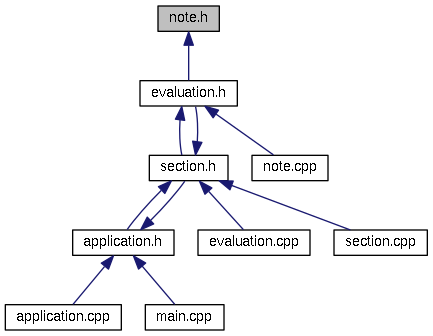 note.h
evaluation.h
section.h
note.cpp
application.h
evaluation.cpp
section.cpp
application.cpp
main.cpp